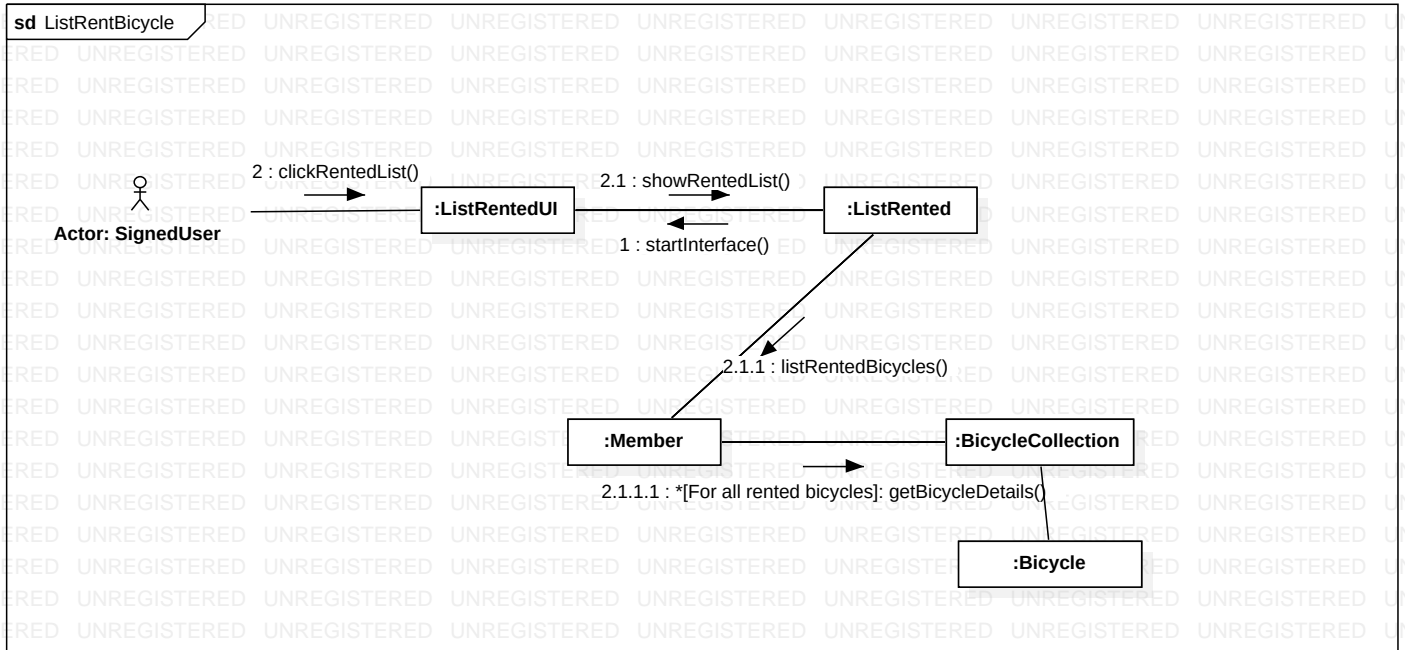 sd ListRentBicycle
2 : clickRentedList()
2.1 : showRentedList()
:ListRentedUI
:ListRented
Actor: SignedUser
1 : startInterface()
2.1.1 : listRentedBicycles()
:Member
:BicycleCollection
2.1.1.1 : *[For all rented bicycles]: getBicycleDetails()
:Bicycle
UNREGISTERED